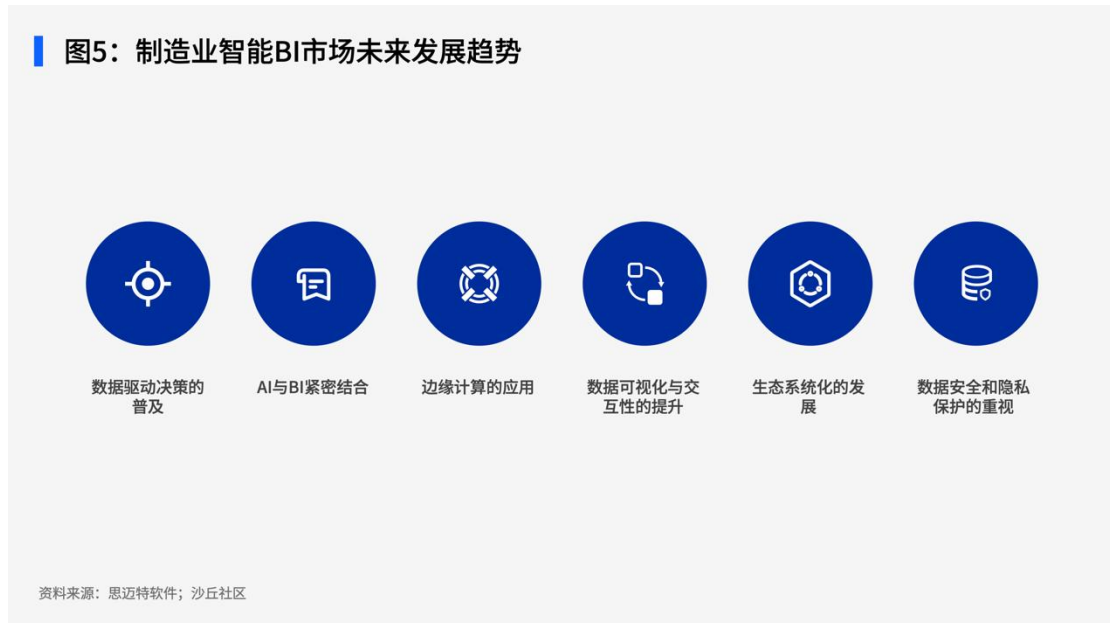 图5：制造业智能BI市场未来发展趋势
数据驱动决策的
普及
AI与BI紧密结合
边缘计算的应用
数据可视化与交
互性的提升
生态系统化的发
展
数据安全和隐私
保护的重视
资料来源：思迈特软件；沙丘社区